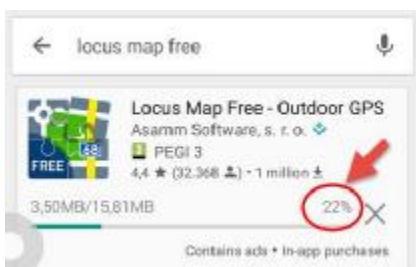 locus map free
Locus Map Free - Outdoor GPS
Asamm Software, s. r. o.
PEGI 3
4,4 ★ (32.368) • 1 million
FREE
68
3,50MB/15,81MB 22%
Contains ads • In-app purchases